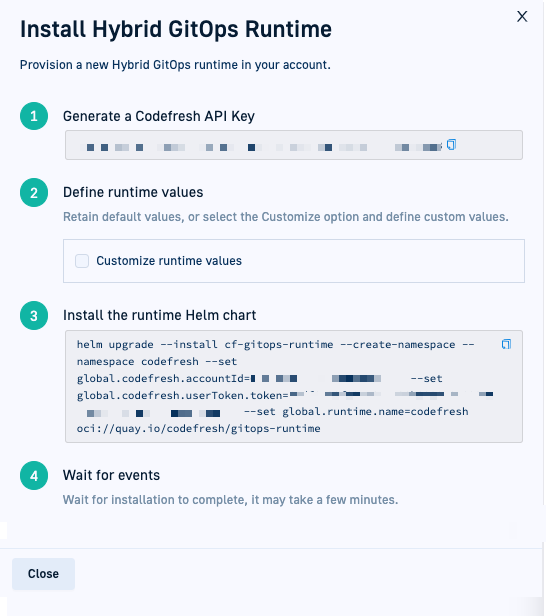 Install Hybrid GitOps Runtime
Provision a new Hybrid GitOps runtime in your account.
1 Generate a Codefresh API Key
2 Define runtime values
Retain default values, or select the Customize option and define custom values.
Customize runtime values
3 Install the runtime Helm chart
helm upgrade --install cf-gitops-runtime --create-namespace --
namespace codefresh --set
global.codefresh.accountId= --set
global.codefresh.userToken.token=
--set global.runtime.name=codefresh
oci://quay.io/codefresh/gitops-runtime
4 Wait for events
Wait for installation to complete, it may take a few minutes.
Close